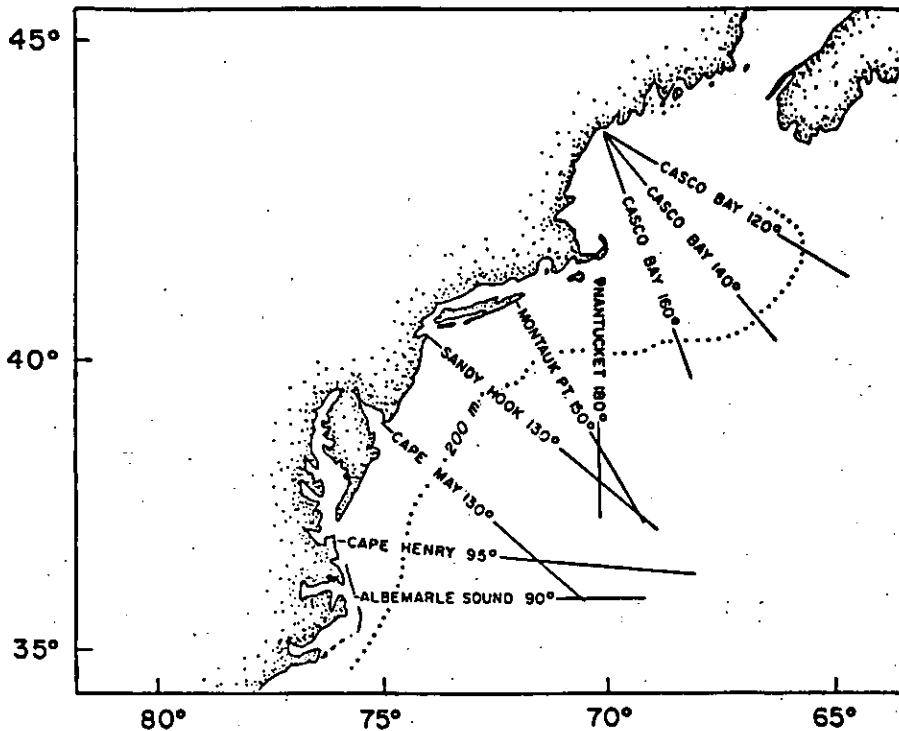 45°
40°
35°
80°
75°
70°
65°
CASCO BAY 120°
CASCO BAY 140°
CASCO BAY 160°
NANTUCKET 180°
MONTAUK PT. 150°
SANDY HOOK 130°
200 m
CAPE MAY 130°
CAPE HENRY 95°
ALBEMARLE SOUND 90°